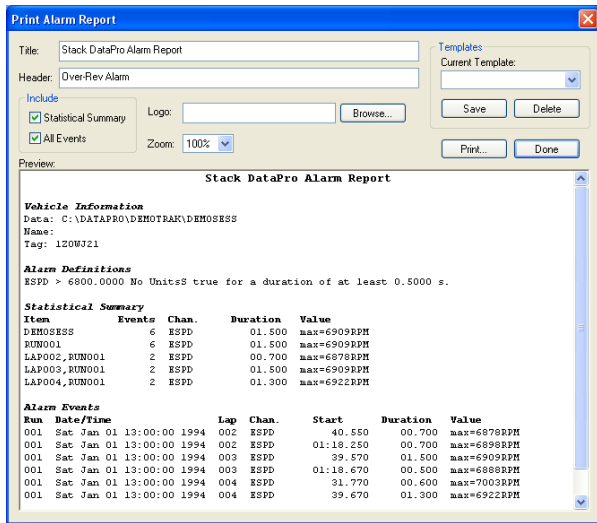 Print Alarm Report
Title: Stack DataPro Alarm Report
Header: Over-Rev Alarm
Include
Statistical Summary
All Events
Logo: Browse...
Zoom: 100%
Templates
Current Template:
Save Delete
Print... Done
Preview:
Stack DataPro Alarm Report
Vehicle Information
Data: C:\DATAPRO\DEMOTRAK\DEMOSESS
Name:
Tag: 1Z0WJ21
Alarm Definitions
ESPD > 6800.0000 No UnitsS true for a duration of at least 0.5000 s.
Statistical Summary
Item Events Chan. Duration Value
DEMOSESS 6 ESPD 01.500 max=6909RPM
RUN001 6 ESPD 01.500 max=6909RPM
LAP002,RUN001 2 ESPD 00.700 max=6878RPM
LAP003,RUN001 2 ESPD 01.500 max=6909RPM
LAP004,RUN001 2 ESPD 01.300 max=6922RPM
Alarm Events
Run Date/Time Lap Chan. Start Duration Value
001 Sat Jan 01 13:00:00 1994 002 ESPD 40.550 00.700 max=6878RPM
001 Sat Jan 01 13:00:00 1994 002 ESPD 01:18.250 00.700 max=6898RPM
001 Sat Jan 01 13:00:00 1994 003 ESPD 39.570 01.500 max=6909RPM
001 Sat Jan 01 13:00:00 1994 003 ESPD 01:18.670 00.500 max=6888RPM
001 Sat Jan 01 13:00:00 1994 004 ESPD 31.770 00.600 max=7003RPM
001 Sat Jan 01 13:00:00 1994 004 ESPD 39.670 01.300 max=6922RPM